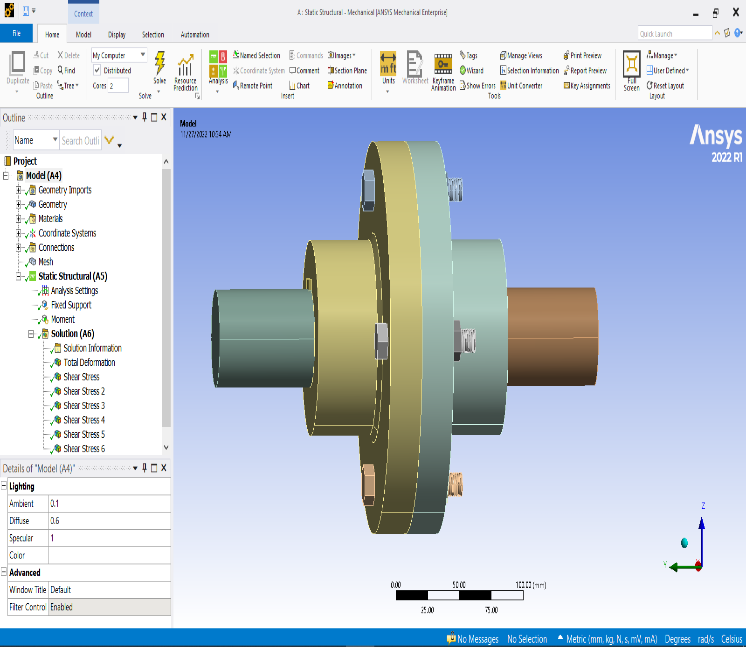 Context
A : Static Structural - Mechanical [ANSYS Mechanical Enterprise]
File Home Model Display Selection Automation
Quick Launch
Duplicate
Cut
Delete
Copy
Find
Paste
Tree
Outline
My Computer
Distributed
Cores 2
Solve
Solve
Resource Prediction
Analysis
Named Selection
Coordinate System
Remote Point
Commands
Comment
Chart
Images
Section Plane
Annotation
Insert
Units
Worksheet
Keyframe Animation
Tags
Wizard
Show Errors
Manage Views
Selection Information
Unit Converter
Print Preview
Report Preview
Key Assignments
Tools
Full Screen
Manage
User Defined
Reset Layout
Layout
Outline
Name Search Outli
Project
Model (A4)
Geometry Imports
Geometry
Materials
Coordinate Systems
Connections
Mesh
Static Structural (A5)
Analysis Settings
Fixed Support
Moment
Solution (A6)
Solution Information
Total Deformation
Shear Stress
Shear Stress 2
Shear Stress 3
Shear Stress 4
Shear Stress 5
Shear Stress 6
Details of "Model (A4)"
Lighting
Ambient 0.1
Diffuse 0.6
Specular 1
Color
Advanced
Window Title Default
Filter Control Enabled
Model
11/27/2022 10:54 AM
Ansys
2022 R1
Z
Y
0.00 50.00 100.00 (mm)
25.00 75.00
No Messages No Selection Metric (mm, kg, N, s, mV, mA) Degrees rad/s Celsius